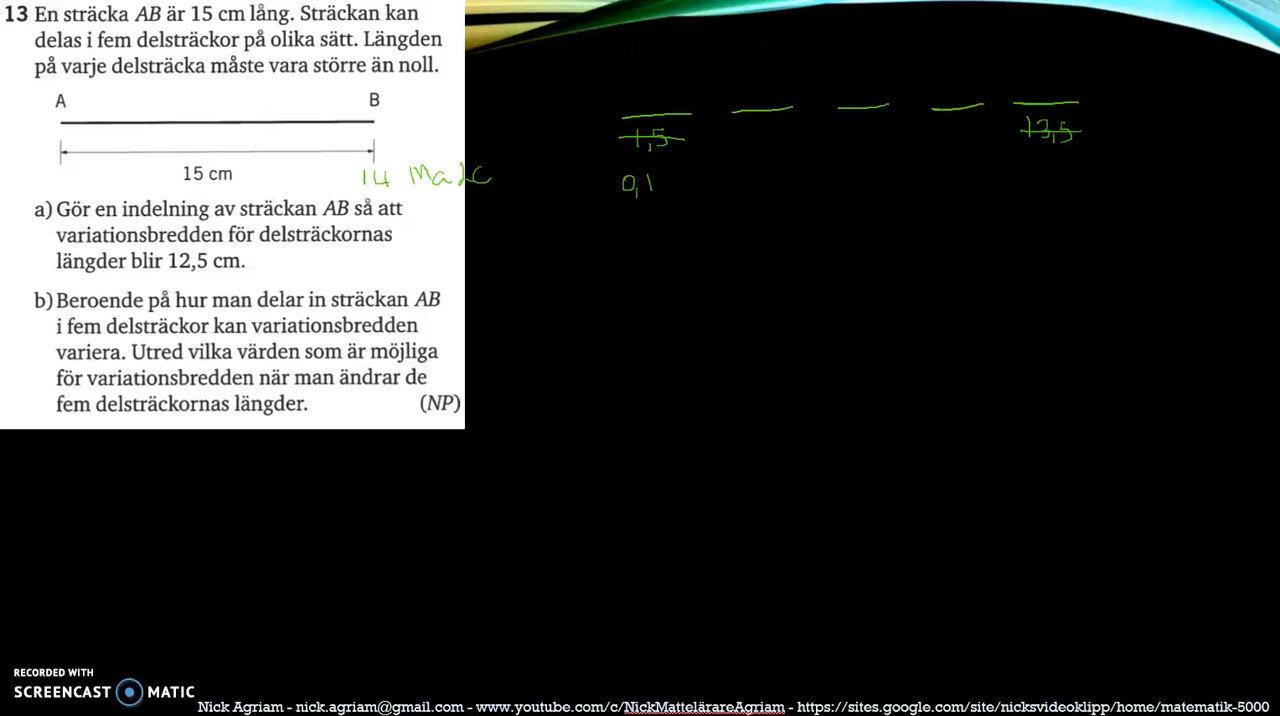 13 En sträcka AB är 15 cm lång. Sträckan kan
delas i fem delsträckor på olika sätt. Längden
på varje delsträcka måste vara större än noll.
A B
15 cm
14 Max
a) Gör en indelning av sträckan AB så att
variationsbredden för delsträckornas
längder blir 12,5 cm.
b) Beroende på hur man delar in sträckan AB
i fem delsträckor kan variationsbredden
variera. Utred vilka värden som är möjliga
för variationsbredden när man ändrar de
fem delsträckornas längder. (NP)
1,5 13,5
0,1
RECORDED WITH
SCREENCAST MATIC
Nick Agriam - nick.agriam@gmail.com - www.youtube.com/c/NickMattelärareAgriam - https://sites.google.com/site/nicksvideoklipp/home/matematik-5000